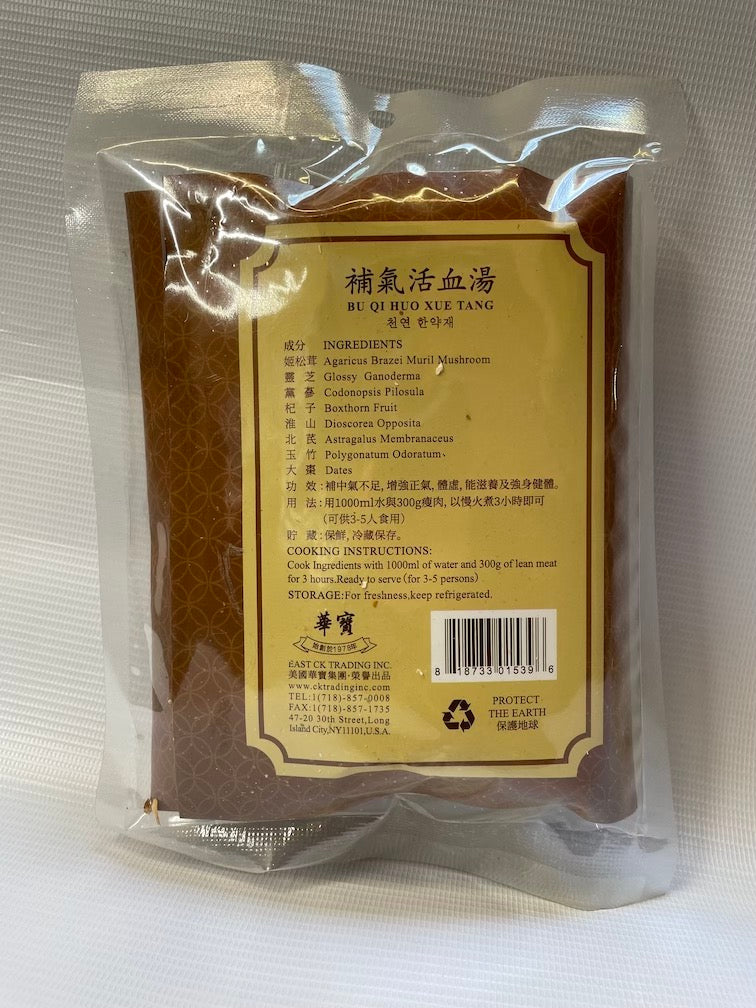 補氣活血湯
BU QI HUO XUE TANG
천연 한약재
成分 INGREDIENTS
姬松茸 Agaricus Brazei Muril Mushroom
靈 芝 Glossy Ganoderma
黨 蔘 Codonopsis Pilosula
杞 子 Boxthorn Fruit
淮 山 Dioscorea Opposita
北 芪 Astragalus Membranaceus
玉 竹 Polygonatum Odoratum、
大 棗 Dates
功 效:補中氣不足, 增強正氣, 體虛, 能滋養及強身健體。
用 法:用1000ml水與300g瘦肉, 以慢火煮3小時即可
(可供3-5人食用)
貯 藏:保鮮, 冷藏保存。
COOKING INSTRUCTIONS:
Cook Ingredients with 1000ml of water and 300g of lean meat
for 3 hours.Ready to serve (for 3-5 persons)
STORAGE:For freshness,keep refrigerated.
華寶
始創於1978年
EAST CK TRADING INC.
美國華寶集團·榮譽出品
www.cktradinginc.com
TEL:1(718)-857-0008
FAX:1(718)-857-1735
47-20 30th Street,Long
Island City,NY11101,U.S.A.
8 18733 01539 6
PROTECT
THE EARTH
保護地球